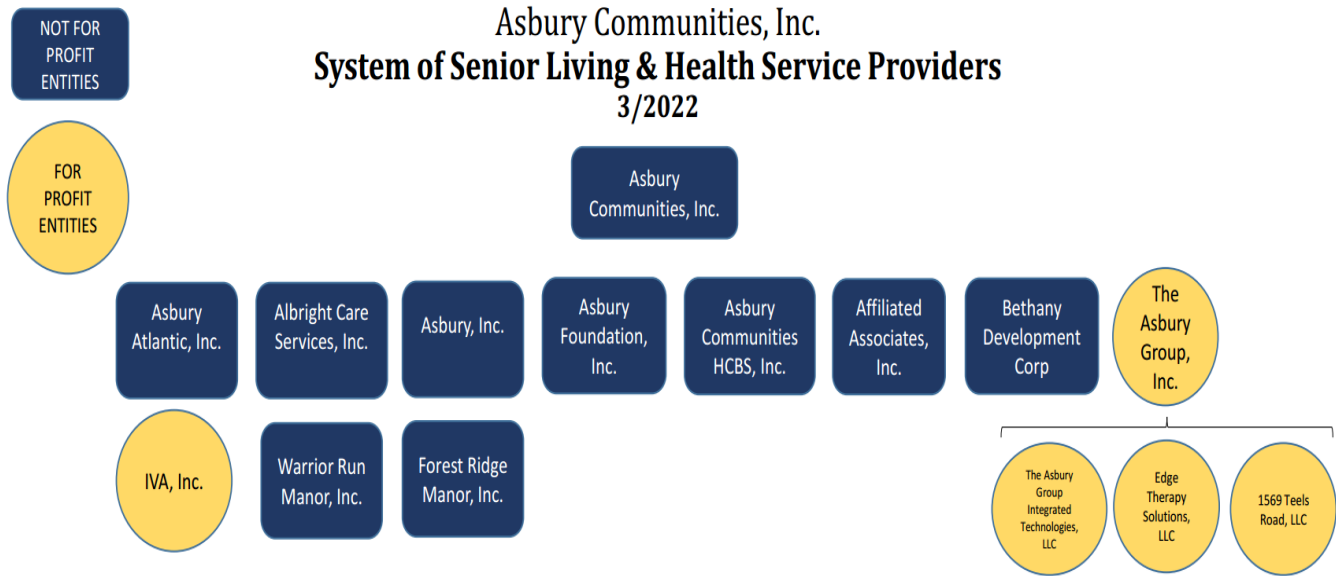 Asbury Communities, Inc.
System of Senior Living & Health Service Providers
3/2022
NOT FOR
PROFIT
ENTITIES
FOR
PROFIT
ENTITIES
Asbury
Communities, Inc.
Asbury
Atlantic, Inc.
Albright Care
Services, Inc.
Asbury, Inc.
Asbury
Foundation,
Inc.
Asbury
Communities
HCBS, Inc.
Affiliated
Associates,
Inc.
Bethany
Development
Corp
The
Asbury
Group,
Inc.
IVA, Inc.
Warrior Run
Manor, Inc.
Forest Ridge
Manor, Inc.
The Asbury
Group
Integrated
Technologies,
LLC
Edge
Therapy
Solutions,
LLC
1569 Teels
Road, LLC